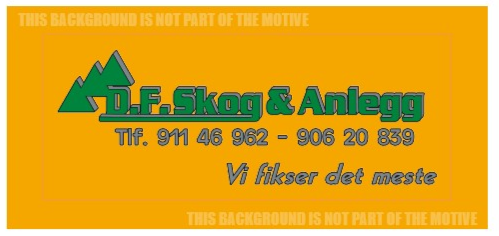 THIS BACKGROUND IS NOT PART OF THE MOTIVE
D.F. Skog & Anlegg
Tlf. 911 46 962 - 906 20 839
Vi fikser det meste
THIS BACKGROUND IS NOT PART OF THE MOTIVE